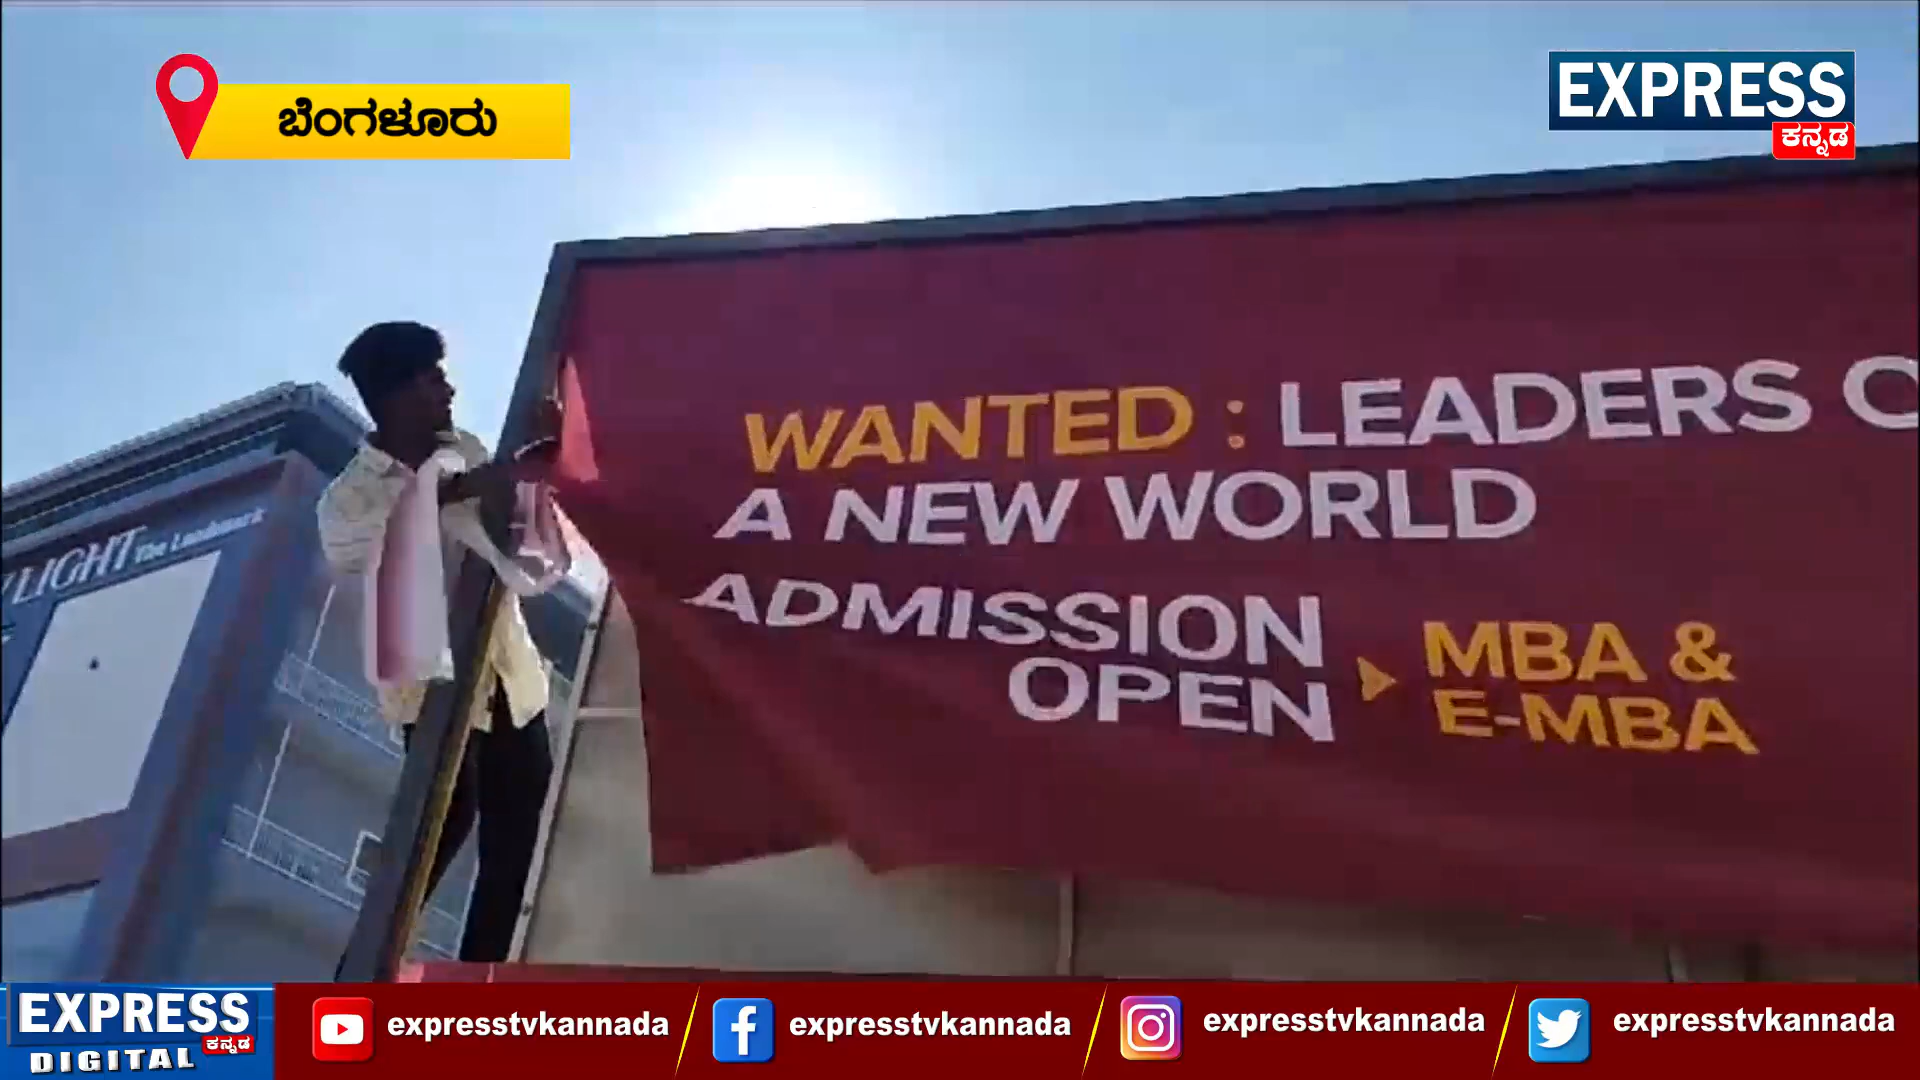 ಬೆಂಗಳೂರು
EXPRESS
ಕನ್ನಡ
WANTED : LEADERS
A NEW WORLD
ADMISSION
OPEN
MBA &
E-MBA
LIGHT The Landmark
EXPRESS
ಕನ್ನಡ
DIGITAL
expresstvkannada
expresstvkannada
expresstvkannada
expresstvkannada